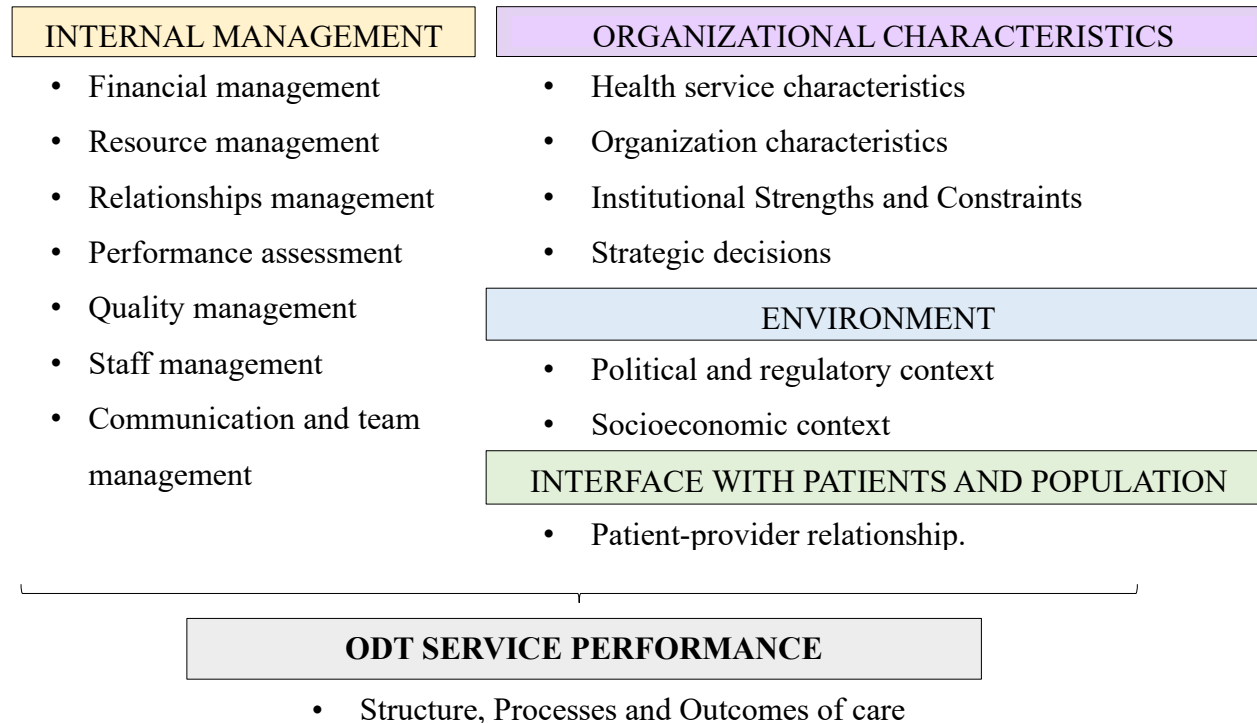 INTERNAL MANAGEMENT
• Financial management
• Resource management
• Relationships management
• Performance assessment
• Quality management
• Staff management
• Communication and team
management
ORGANIZATIONAL CHARACTERISTICS
• Health service characteristics
• Organization characteristics
• Institutional Strengths and Constraints
• Strategic decisions
ENVIRONMENT
• Political and regulatory context
• Socioeconomic context
INTERFACE WITH PATIENTS AND POPULATION
• Patient-provider relationship.
ODT SERVICE PERFORMANCE
• Structure, Processes and Outcomes of care